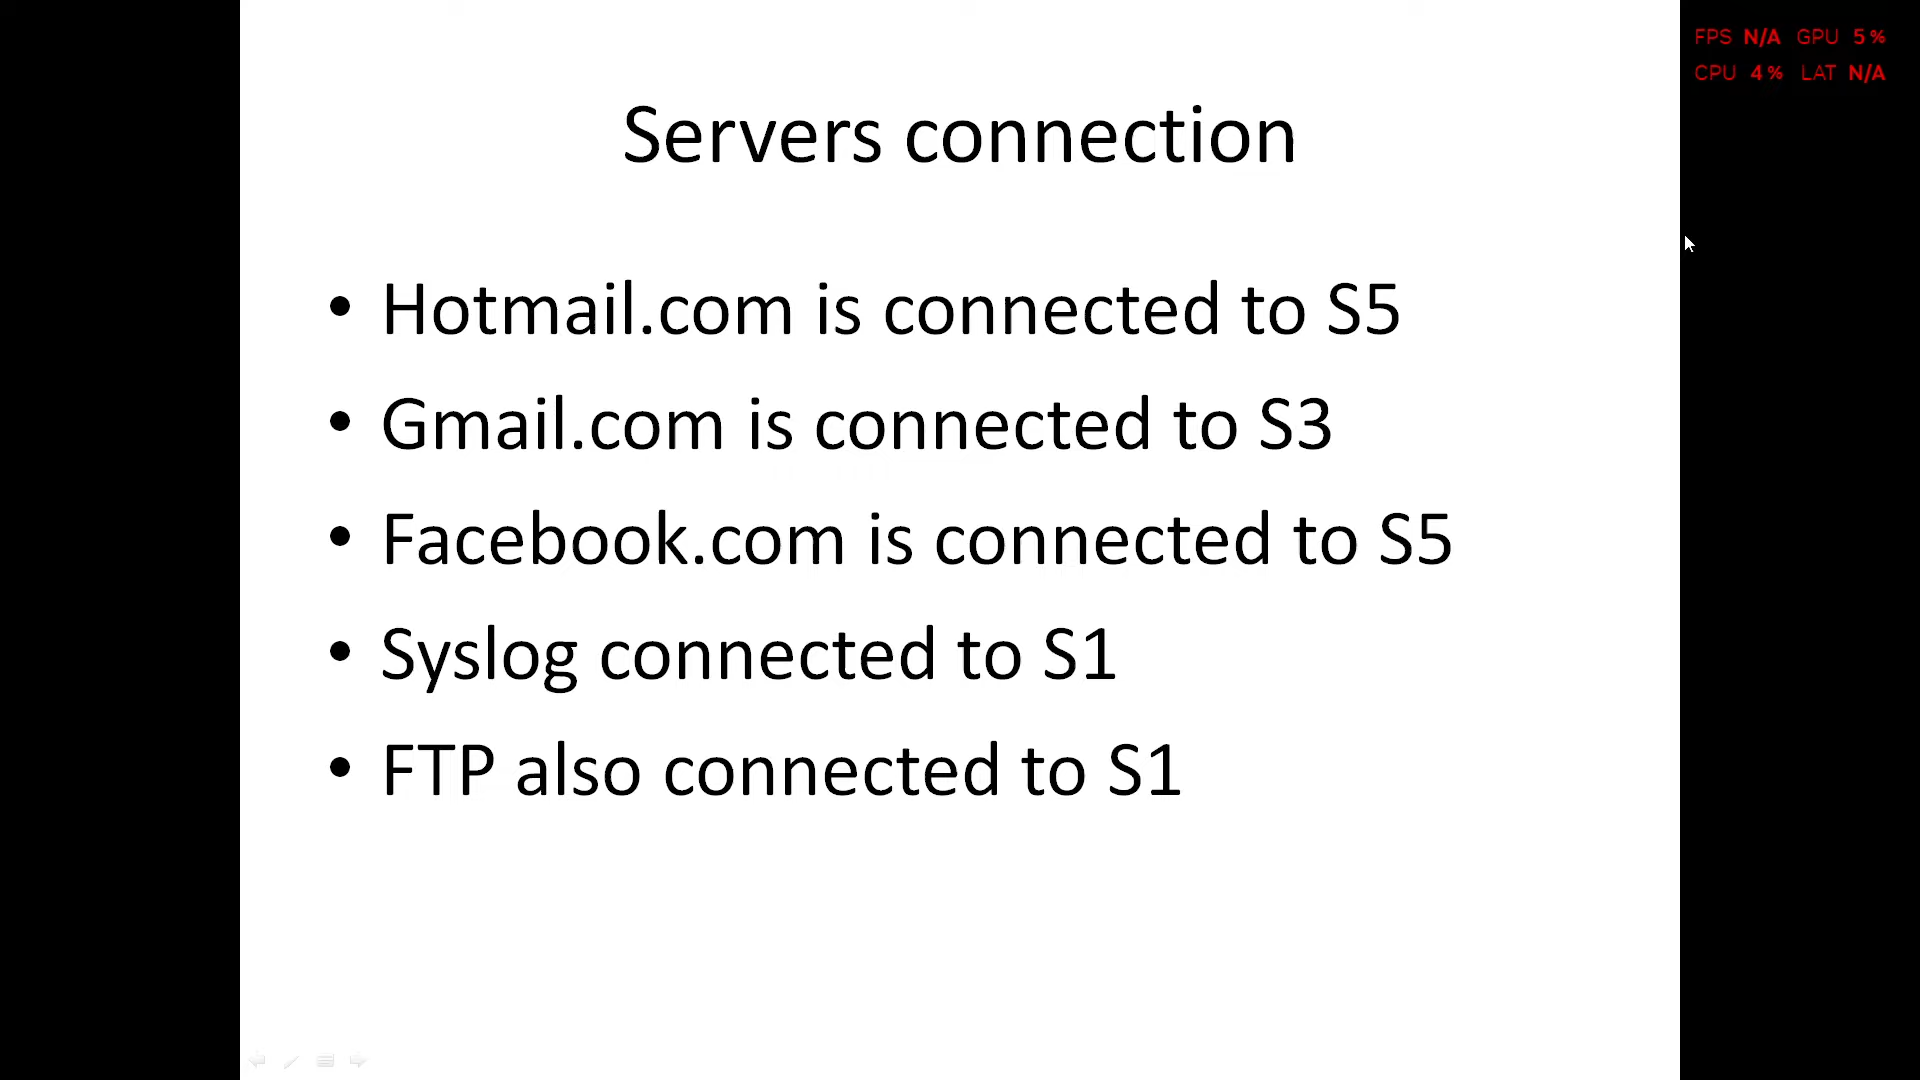 FPS N/A GPU 5%
CPU 4% LAT N/A
Servers connection
• Hotmail.com is connected to S5
• Gmail.com is connected to S3
• Facebook.com is connected to S5
• Syslog connected to S1
• FTP also connected to S1